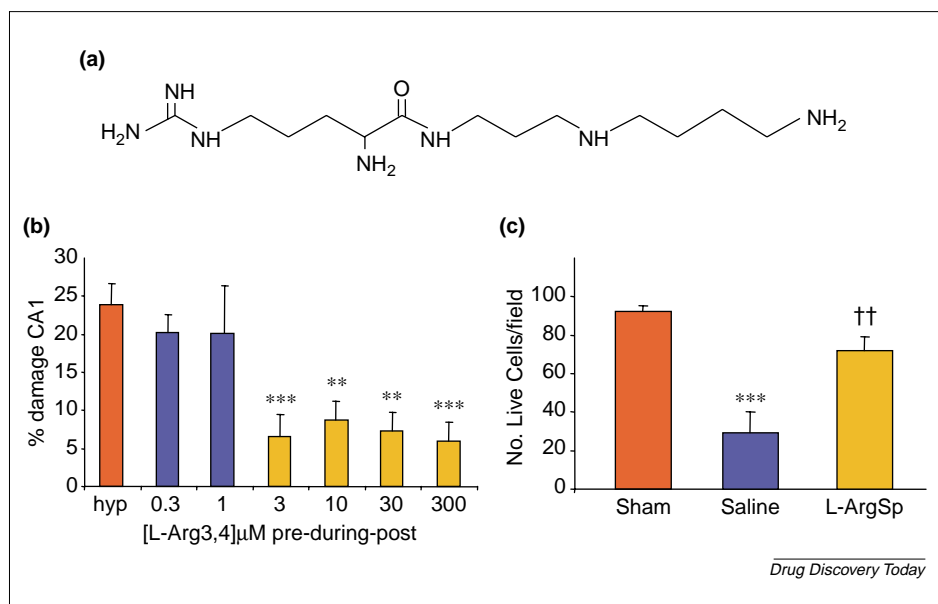 (a)
NH
H₂N
NH
O
NH₂
NH
NH
NH₂
(b)
% damage CA1
30
25
20
15
10
5
0
***
**
**
***
hyp 0.3 1 3 10 30 300
[L-Arg3,4]µM pre-during-post
(c)
No. Live Cells/field
100
80
60
40
20
0
***
††
Sham Saline L-ArgSp
Drug Discovery Today